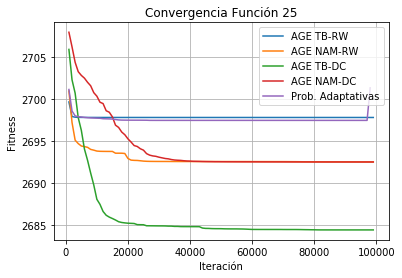 Convergencia Función 25
AGE TB-RW
AGE NAM-RW
AGE TB-DC
AGE NAM-DC
Prob. Adaptativas
Fitness
2705
2700
2695
2690
2685
0
20000
40000
60000
80000
100000
Iteración